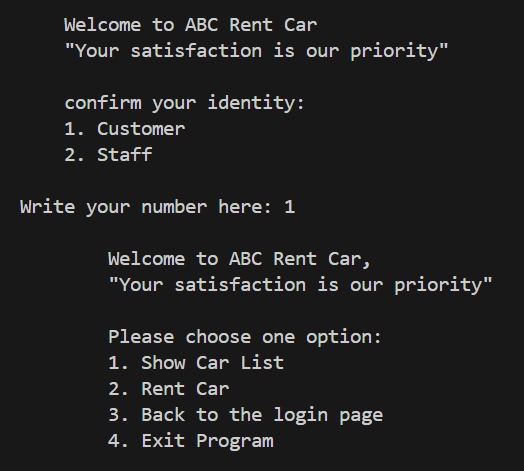 Welcome to ABC Rent Car
"Your satisfaction is our priority"
confirm your identity:
1. Customer
2. Staff
Write your number here: 1
Welcome to ABC Rent Car,
"Your satisfaction is our priority"
Please choose one option:
1. Show Car List
2. Rent Car
3. Back to the login page
4. Exit Program